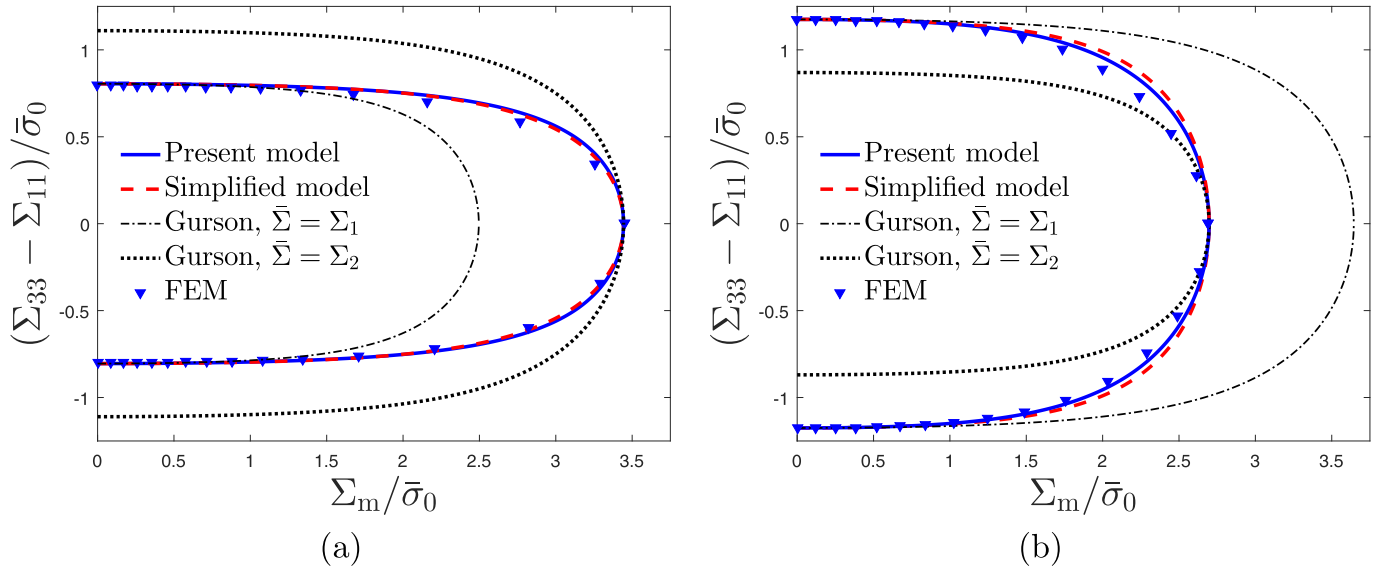 (Σ₃₃ − Σ₁₁)/σ̄₀
1
0.5
0
-0.5
-1
Present model
Simplified model
Gurson, Σ̄ = Σ₁
Gurson, Σ̄ = Σ₂
FEM
0 0.5 1 1.5 2 2.5 3 3.5
Σₘ/σ̄₀
(a)
(Σ₃₃ − Σ₁₁)/σ̄₀
1
0.5
0
-0.5
-1
Present model
Simplified model
Gurson, Σ̄ = Σ₁
Gurson, Σ̄ = Σ₂
FEM
0 0.5 1 1.5 2 2.5 3 3.5
Σₘ/σ̄₀
(b)